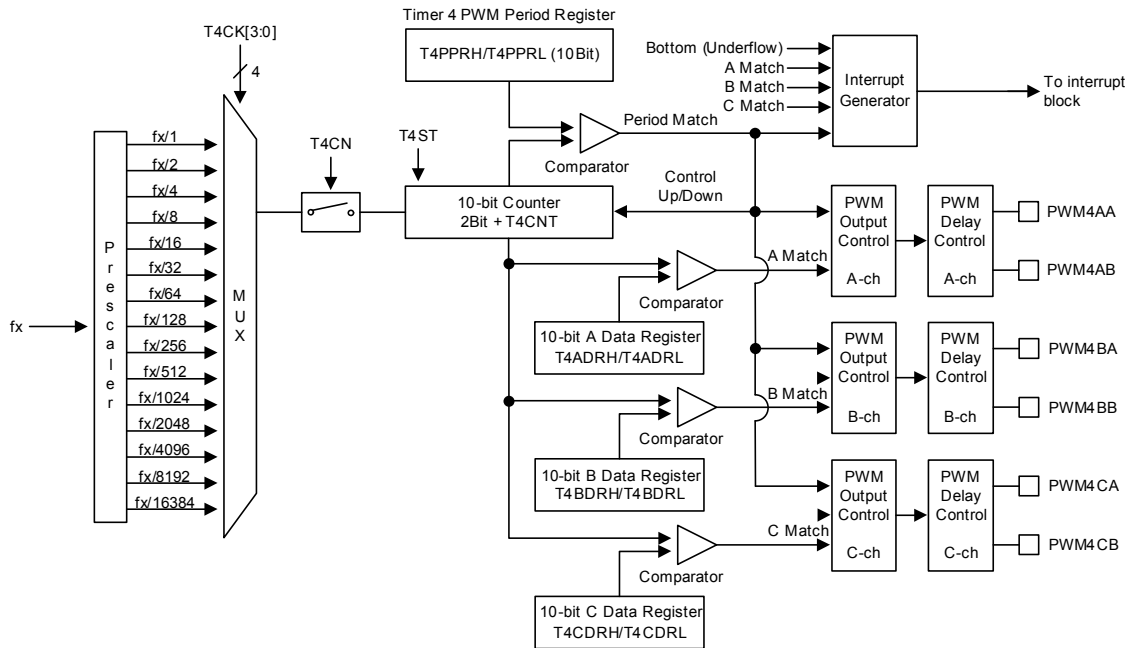 Timer 4 PWM Period Register
T4CK[3:0]
4
T4PPRH/T4PPRL (10Bit)
Bottom (Underflow)
A Match
B Match
C Match
Interrupt
Generator
To interrupt
block
Period Match
Comparator
fx
Prescaler
fx/1
fx/2
fx/4
fx/8
fx/16
fx/32
fx/64
fx/128
fx/256
fx/512
fx/1024
fx/2048
fx/4096
fx/8192
fx/16384
MUX
T4CN
T4ST
10-bit Counter
2Bit + T4CNT
Control
Up/Down
A Match
Comparator
10-bit A Data Register
T4ADRH/T4ADRL
PWM
Output
Control
A-ch
PWM
Delay
Control
A-ch
PWM4AA
PWM4AB
B Match
Comparator
10-bit B Data Register
T4BDRH/T4BDRL
PWM
Output
Control
B-ch
PWM
Delay
Control
B-ch
PWM4BA
PWM4BB
C Match
Comparator
10-bit C Data Register
T4CDRH/T4CDRL
PWM
Output
Control
C-ch
PWM
Delay
Control
C-ch
PWM4CA
PWM4CB